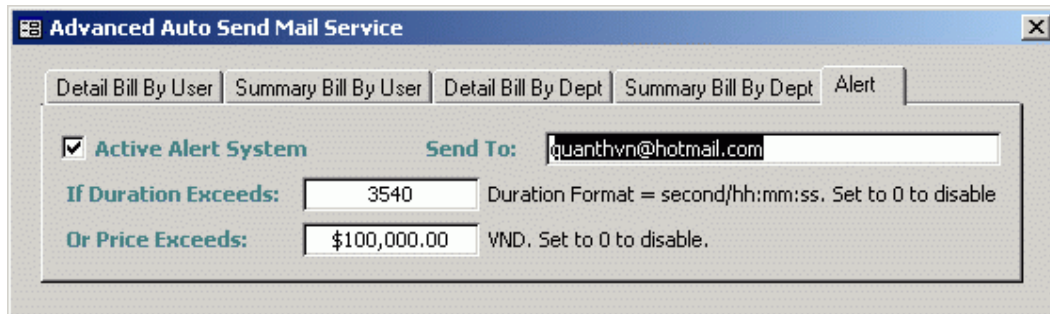 Advanced Auto Send Mail Service
Detail Bill By User Summary Bill By User Detail Bill By Dept Summary Bill By Dept Alert
Active Alert System Send To: quanthvn@hotmail.com
If Duration Exceeds: 3540 Duration Format = second/hh:mm:ss. Set to 0 to disable
Or Price Exceeds: $100,000.00 VND. Set to 0 to disable.